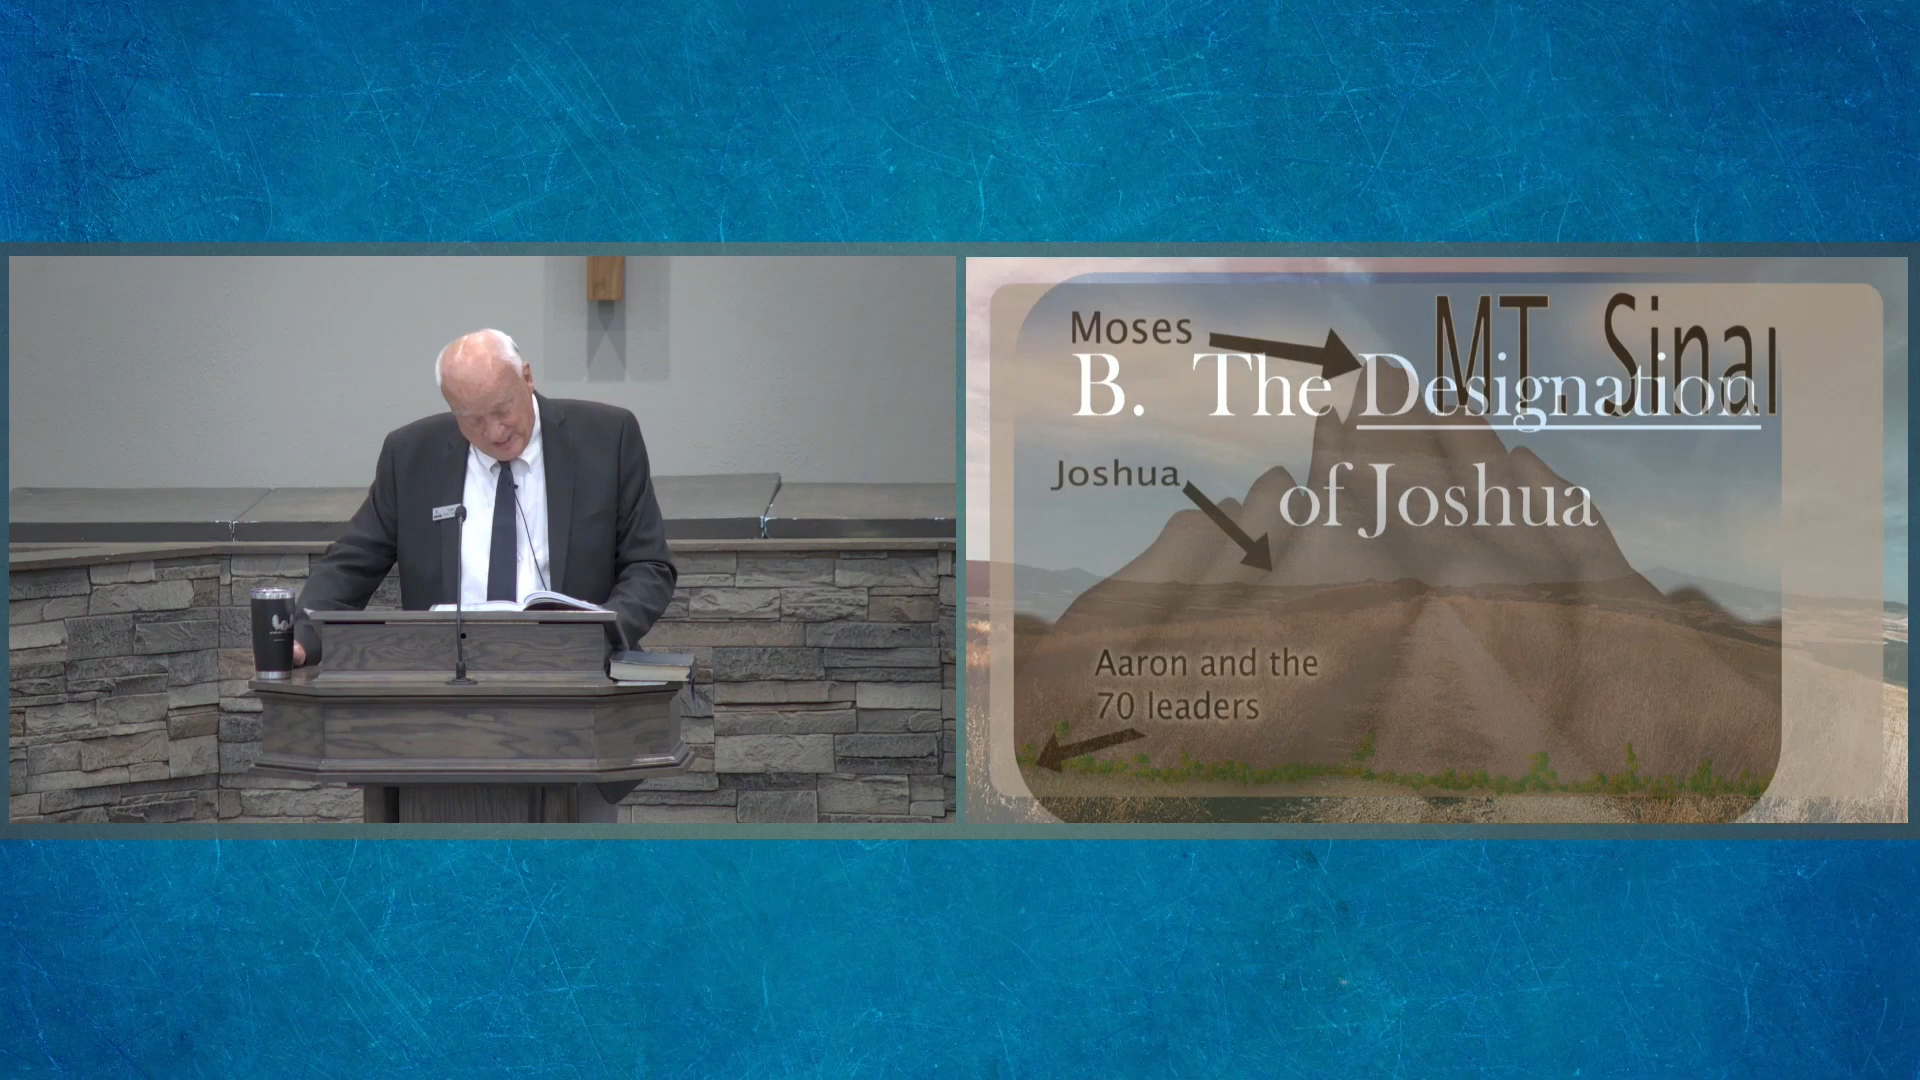 Moses
MT. Sinai
B. The Designation
of Joshua
Joshua
Aaron and the
70 leaders